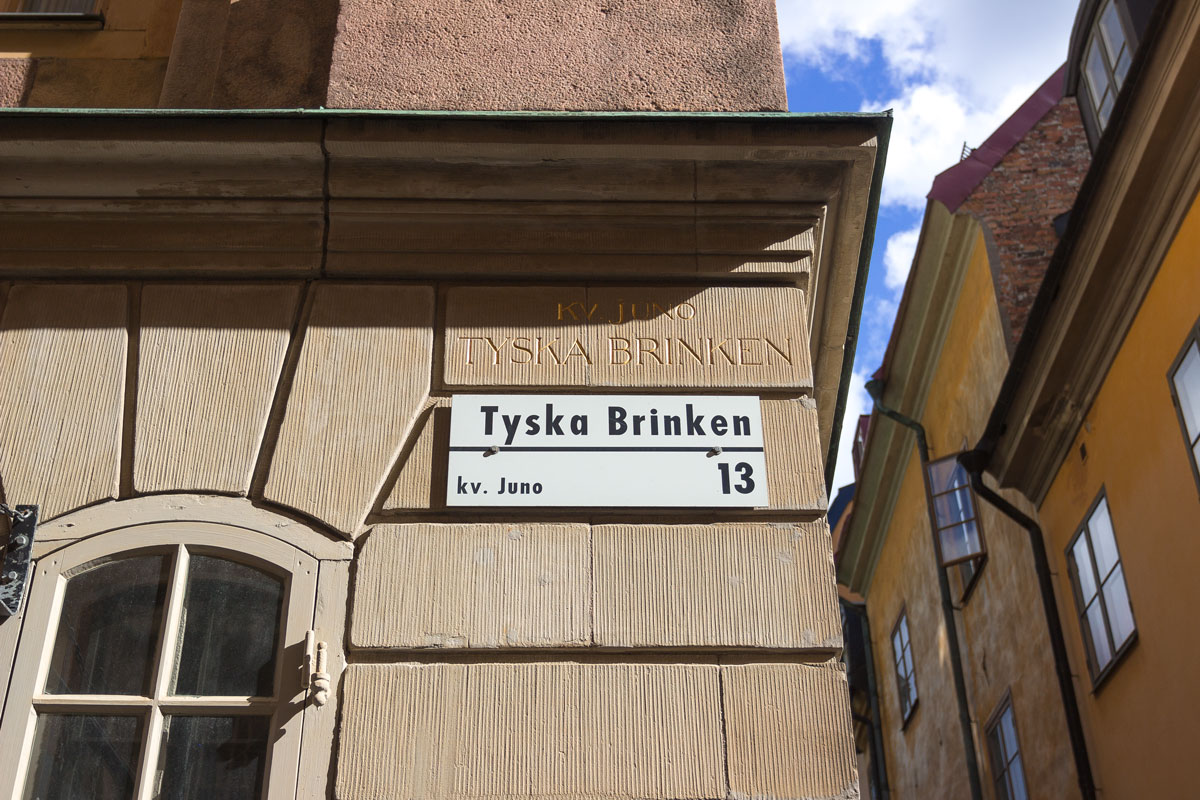 KV. JUNO
TYSKA BRINKEN
Tyska Brinken
13
kv. Juno